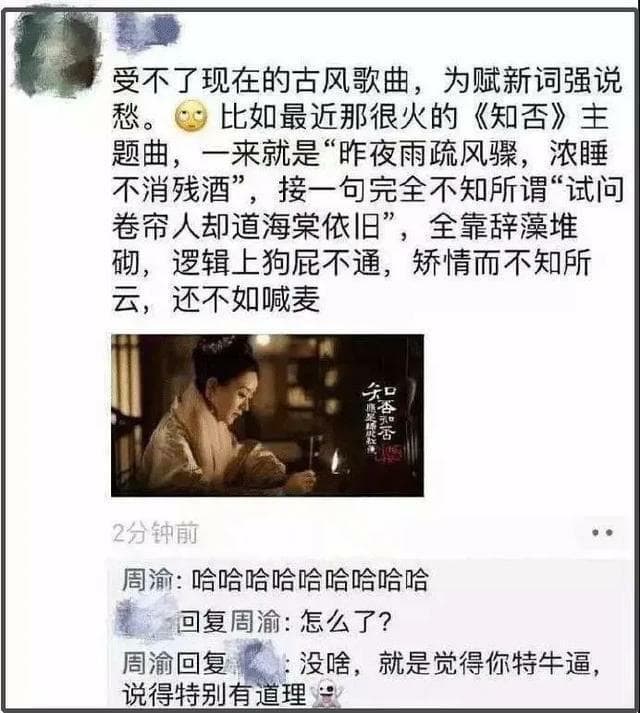 受不了现在的古风歌曲，为赋新词强说
愁。🙄 比如最近那很火的《知否》主
题曲，一来就是“昨夜雨疏风骤，浓睡
不消残酒”，接一句完全不知所谓“试问
卷帘人却道海棠依旧”，全靠辞藻堆
砌，逻辑上狗屁不通，矫情而不知所
云，还不如喊麦
知否知否
應是綠肥紅瘦
2分钟前
周渝: 哈哈哈哈哈哈哈哈哈
回复周渝: 怎么了?
周渝回复 : 没啥，就是觉得你特牛逼，
说得特别有道理👻